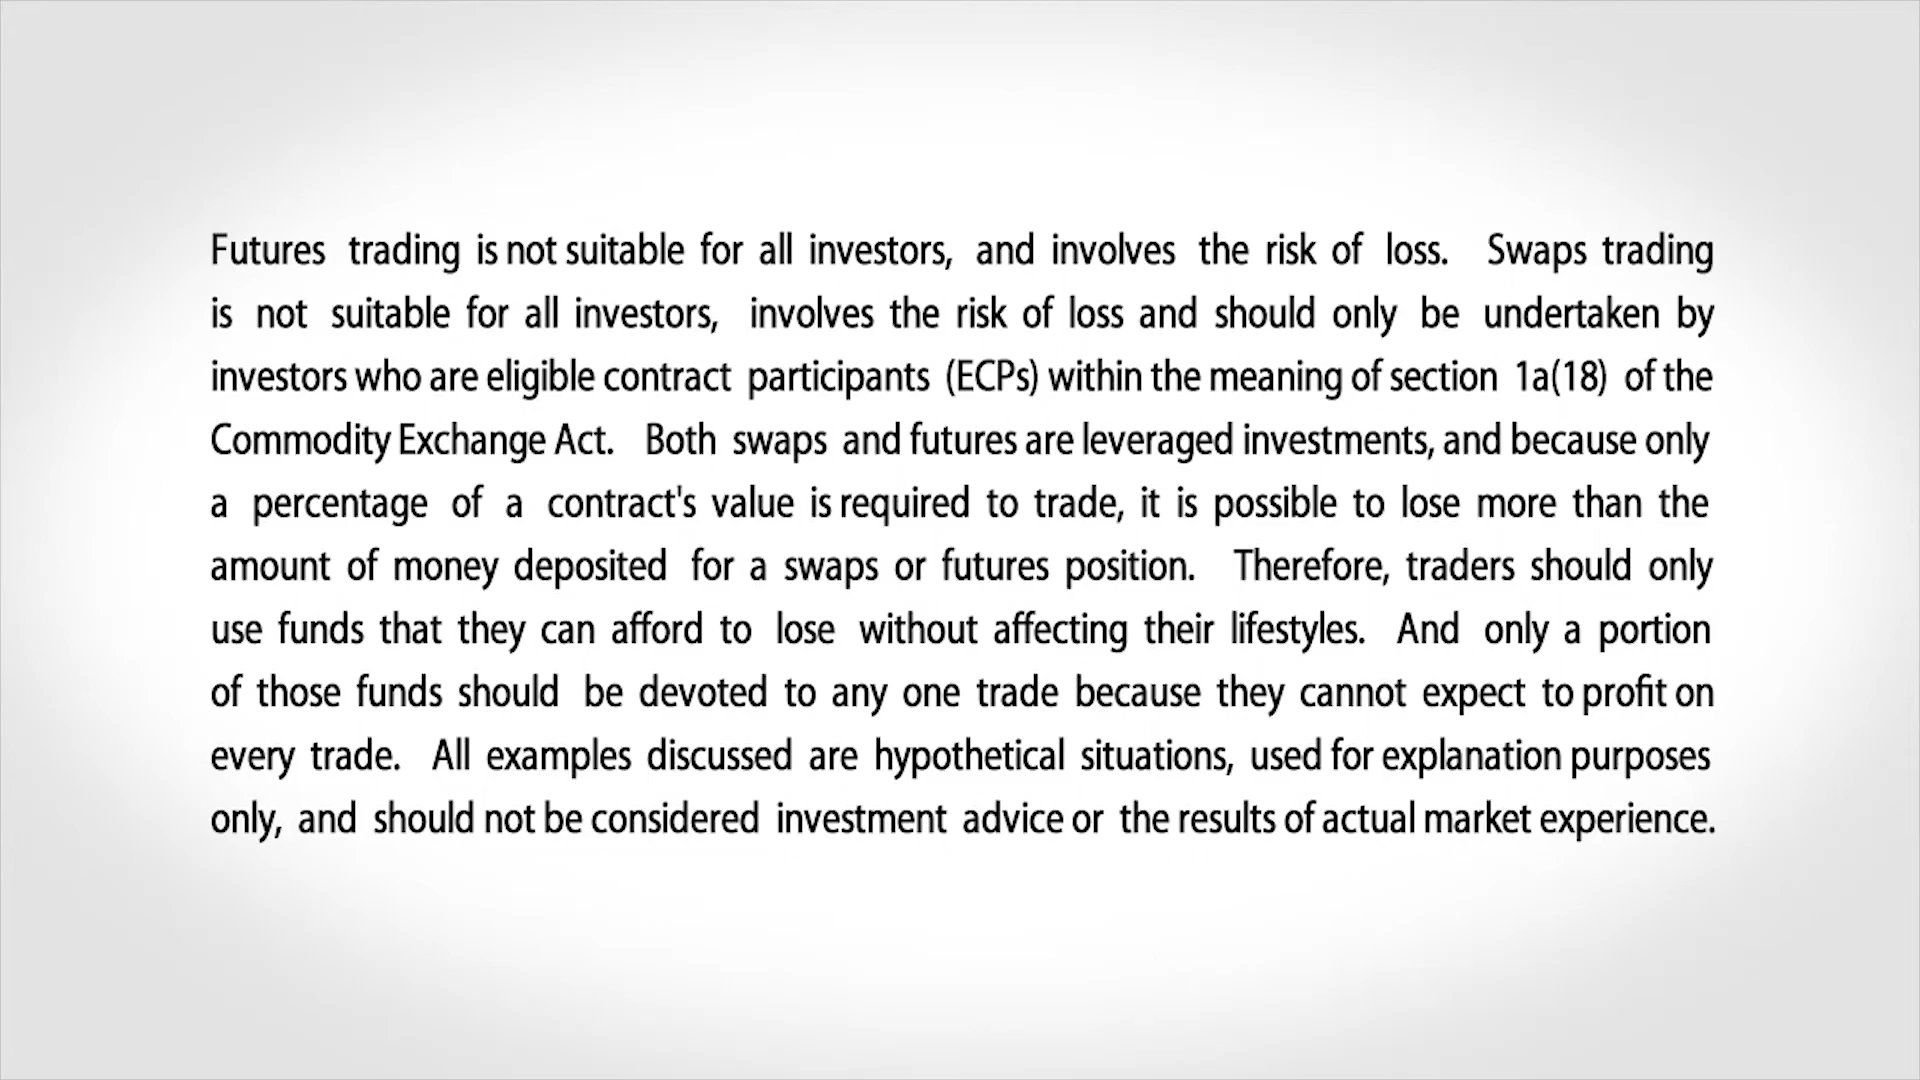 Futures trading is not suitable for all investors, and involves the risk of loss. Swaps trading
is not suitable for all investors, involves the risk of loss and should only be undertaken by
investors who are eligible contract participants (ECPs) within the meaning of section 1a(18) of the
Commodity Exchange Act. Both swaps and futures are leveraged investments, and because only
a percentage of a contract's value is required to trade, it is possible to lose more than the
amount of money deposited for a swaps or futures position. Therefore, traders should only
use funds that they can afford to lose without affecting their lifestyles. And only a portion
of those funds should be devoted to any one trade because they cannot expect to profit on
every trade. All examples discussed are hypothetical situations, used for explanation purposes
only, and should not be considered investment advice or the results of actual market experience.